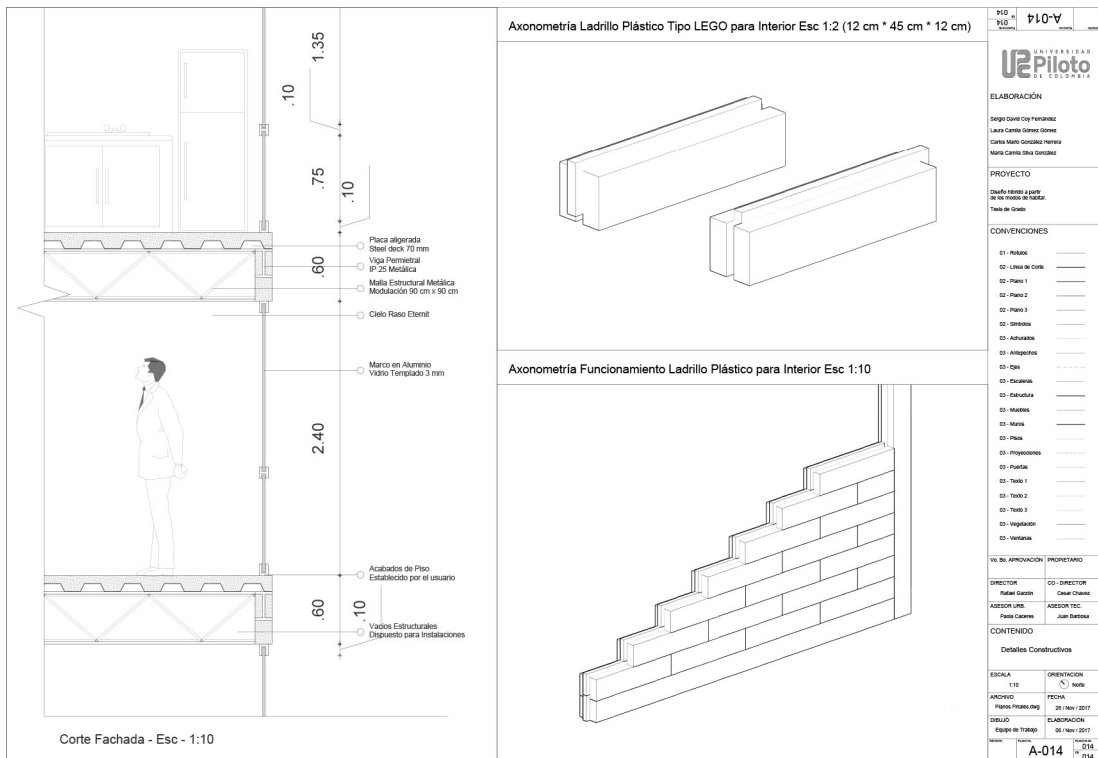 1.35
.10
.75
.10
.60
2.40
.60
.10
Placa aligerada
Steel deck 70 mm
Viga Permietral
IP 25 Metálica
Malla Estructural Metálica
Modulación 90 cm x 90 cm
Cielo Raso Eternit
Marco en Aluminio
Vidrio Templado 3 mm
Acabados de Piso
Establecido por el usuario
Vacios Estructurales
Dispuesto para Instalaciones
Corte Fachada - Esc - 1:10
Axonometría Ladrillo Plástico Tipo LEGO para Interior Esc 1:2 (12 cm * 45 cm * 12 cm)
Axonometría Funcionamiento Ladrillo Plástico para Interior Esc 1:10
014
014
A-014
UNIVERSIDAD
Piloto
DE COLOMBIA
ELABORACIÓN
Sergio David Coy Fernández
Laura Camila Gómez Gómez
Carlos Mario González Herrera
María Camila Silva González
PROYECTO
Diseño híbrido a partir
de los modos de habitar.
Tesis de Grado
CONVENCIONES
01 - Rotulos
02 - Linea de Corte
02 - Plano 1
02 - Plano 2
02 - Plano 3
02 - Simbolos
03 - Achurados
03 - Antepechos
03 - Ejes
03 - Escaleras
03 - Estructura
03 - Muebles
03 - Muros
03 - Pisos
03 - Proyecciones
03 - Puertas
03 - Texto 1
03 - Texto 2
03 - Texto 3
03 - Vegetación
03 - Ventanas
Vo. Bo. APROVACIÓN PROPIETARIO
DIRECTOR CO - DIRECTOR
Rafael Garzón Cesar Chavez
ASESOR URB. ASESOR TEC.
Paola Caceres Juan Barbosa
CONTENIDO
Detalles Constructivos
ESCALA ORIENTACION
1:10 Norte
ARCHIVO FECHA
Planos Finales.dwg 28 / Nov / 2017
DIBUJÓ ELABORACIÓN
Equipo de Trabajo 06 / Nov / 2017
A-014
014
014